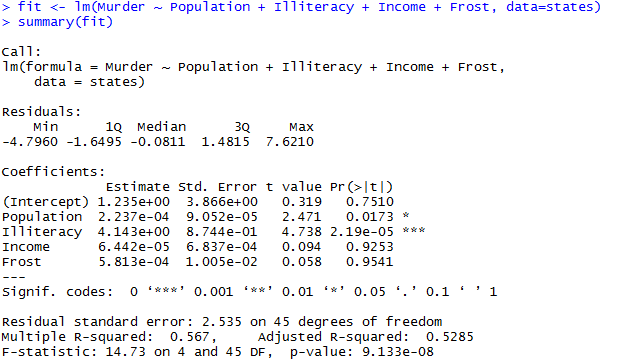 > fit <- lm(Murder ~ Population + Illiteracy + Income + Frost, data=states)
> summary(fit)

Call:
lm(formula = Murder ~ Population + Illiteracy + Income + Frost,
    data = states)

Residuals:
    Min      1Q  Median      3Q     Max
-4.7960 -1.6495 -0.0811  1.4815  7.6210

Coefficients:
             Estimate Std. Error t value Pr(>|t|)
(Intercept) 1.235e+00  3.866e+00   0.319   0.7510
Population  2.237e-04  9.052e-05   2.471   0.0173 *
Illiteracy  4.143e+00  8.744e-01   4.738 2.19e-05 ***
Income      6.442e-05  6.837e-04   0.094   0.9253
Frost       5.813e-04  1.005e-02   0.058   0.9541
---
Signif. codes:  0 ‘***’ 0.001 ‘**’ 0.01 ‘*’ 0.05 ‘.’ 0.1 ‘ ’ 1

Residual standard error: 2.535 on 45 degrees of freedom
Multiple R-squared:  0.567,     Adjusted R-squared:  0.5285
F-statistic: 14.73 on 4 and 45 DF,  p-value: 9.133e-08